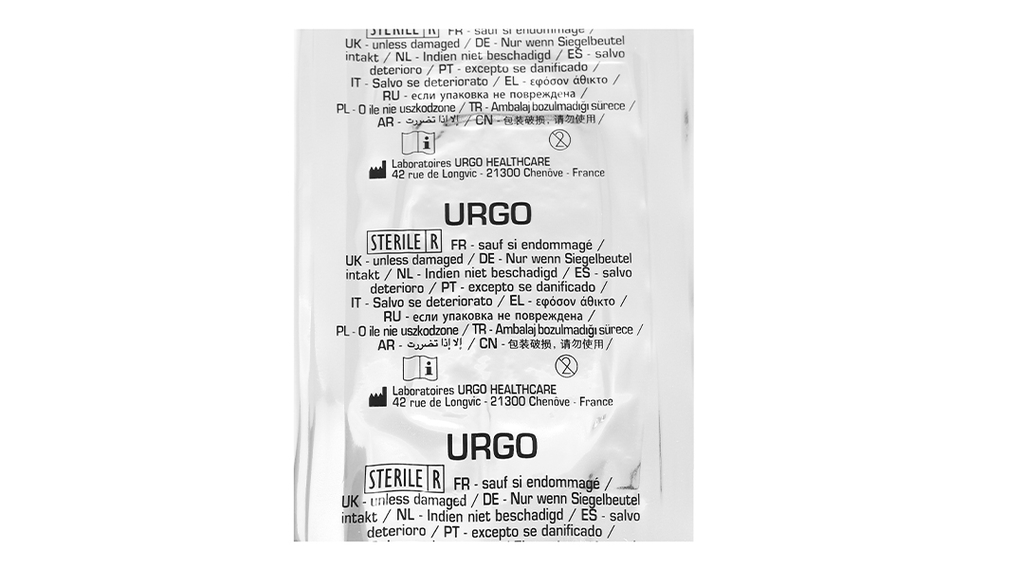 STERILE R FR - sauf si endommagé /
UK - unless damaged / DE - Nur wenn Siegelbeutel
intakt / NL - Indien niet beschadigd / ES - salvo
deterioro / PT - excepto se danificado /
IT - Salvo se deteriorato / EL - εφόσον άθικτο /
RU - если упаковка не повреждена /
PL - O ile nie uszkodzone / TR - Ambalaj bozulmadığı sürece /
AR - إلا إذا تضررت / CN - 包装破损, 请勿使用 /
i 2
Laboratoires URGO HEALTHCARE
42 rue de Longvic - 21300 Chenôve - France
URGO
STERILE R FR - sauf si endommagé /
UK - unless damaged / DE - Nur wenn Siegelbeutel
intakt / NL - Indien niet beschadigd / ES - salvo
deterioro / PT - excepto se danificado /
IT - Salvo se deteriorato / EL - εφόσον άθικτο /
RU - если упаковка не повреждена /
PL - O ile nie uszkodzone / TR - Ambalaj bozulmadığı sürece /
AR - إلا إذا تضررت / CN - 包装破损, 请勿使用 /
i 2
Laboratoires URGO HEALTHCARE
42 rue de Longvic - 21300 Chenôve - France
URGO
STERILE R FR - sauf si endommagé /
UK - unless damaged / DE - Nur wenn Siegelbeutel
intakt / NL - Indien niet beschadigd / ES - salvo
deterioro / PT - excepto se danificado /